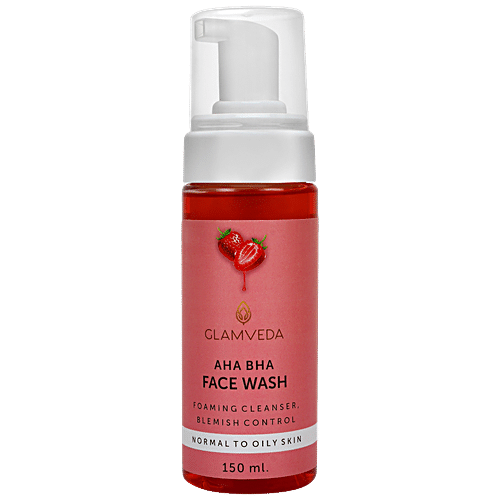 GLAMVEDA
AHA BHA
FACE WASH
FOAMING CLEANSER,
BLEMISH CONTROL
NORMAL TO OILY SKIN
150 ml.